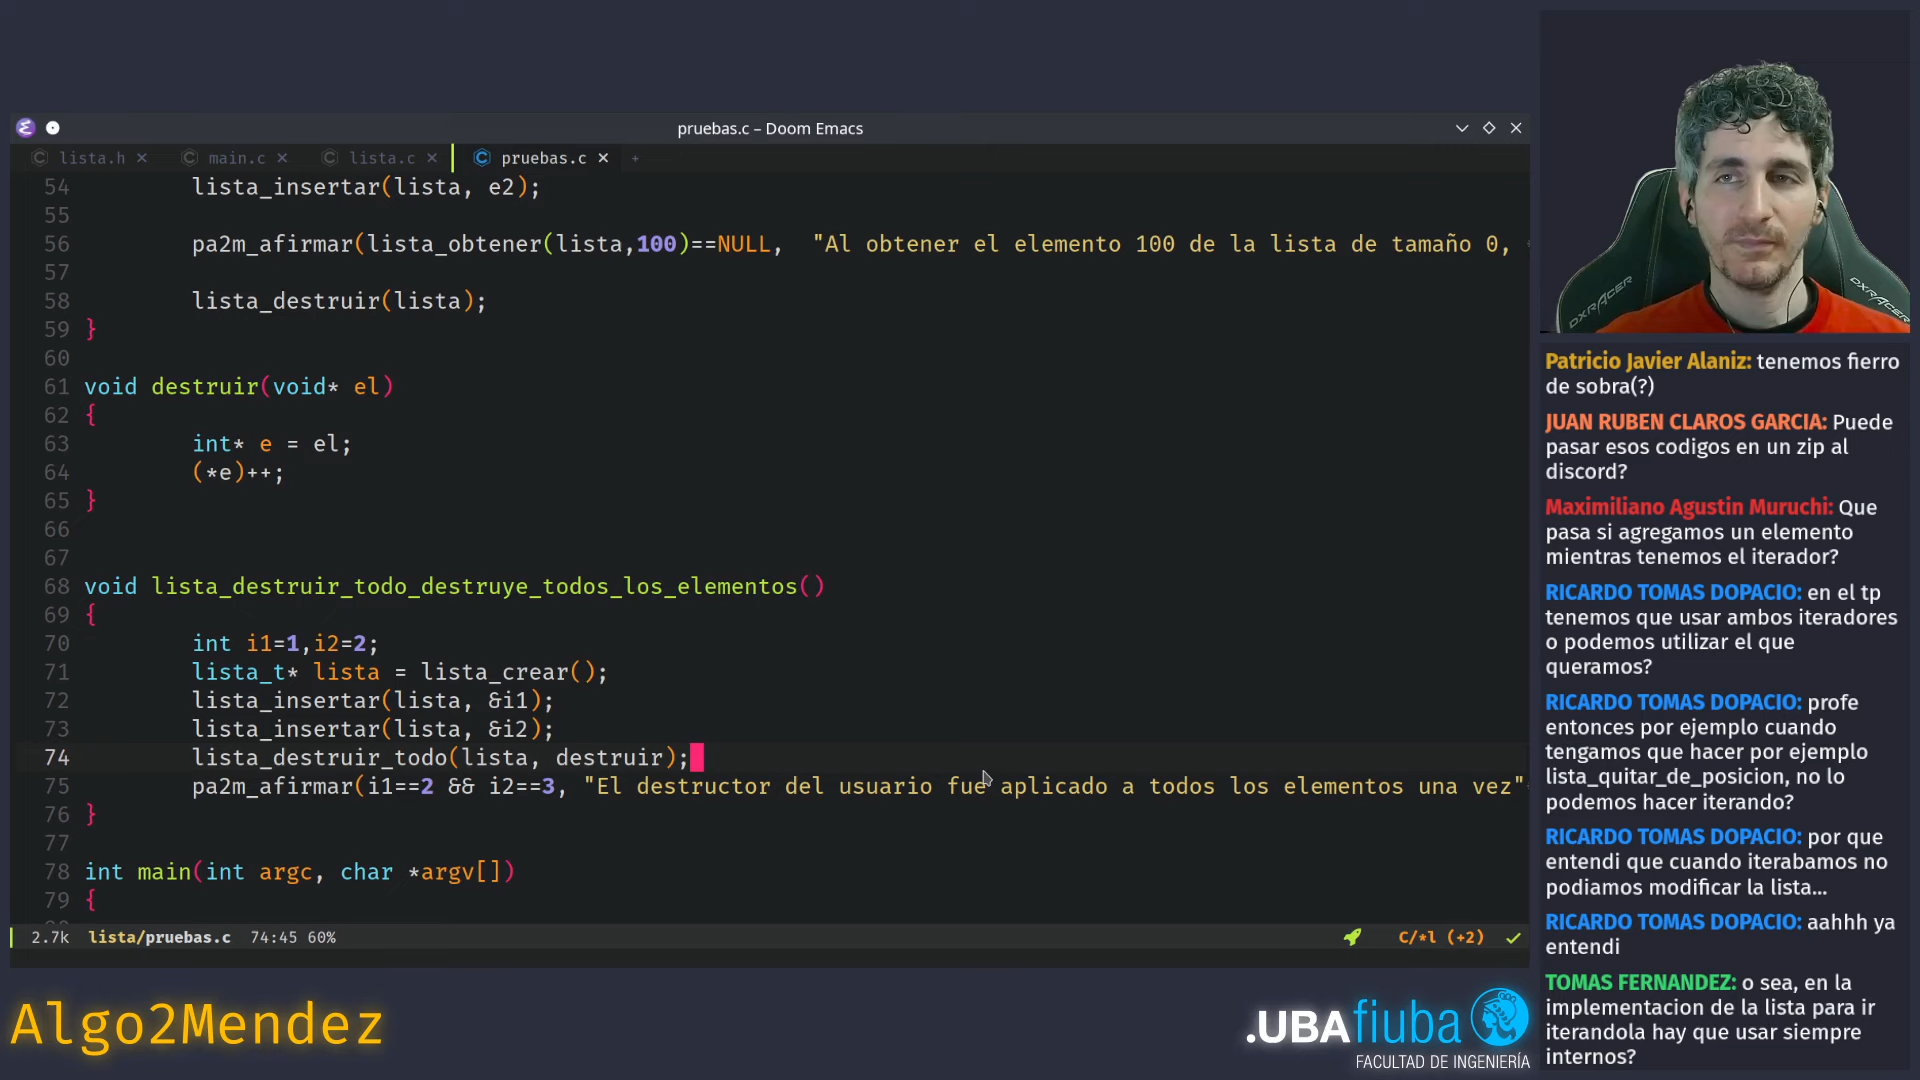 pruebas.c – Doom Emacs
lista.h × main.c × lista.c × pruebas.c × +
54 lista_insertar(lista, e2);
55
56 pa2m_afirmar(lista_obtener(lista,100)==NULL, "Al obtener el elemento 100 de la lista de tamaño 0,
57
58 lista_destruir(lista);
59 }
60
61 void destruir(void* el)
62 {
63 int* e = el;
64 (*e)++;
65 }
66
67
68 void lista_destruir_todo_destruye_todos_los_elementos()
69 {
70 int i1=1,i2=2;
71 lista_t* lista = lista_crear();
72 lista_insertar(lista, &i1);
73 lista_insertar(lista, &i2);
74 lista_destruir_todo(lista, destruir);
75 pa2m_afirmar(i1==2 && i2==3, "El destructor del usuario fue aplicado a todos los elementos una vez"
76 }
77
78 int main(int argc, char *argv[])
79 {
2.7k lista/pruebas.c 74:45 60% C/*l (+2)
Algo2Mendez
.UBAfiuba
FACULTAD DE INGENIERÍA
DXRACER
DXRACER
Patricio Javier Alaniz: tenemos fierro
de sobra(?)
JUAN RUBEN CLAROS GARCIA: Puede
pasar esos codigos en un zip al
discord?
Maximiliano Agustin Muruchi: Que
pasa si agregamos un elemento
mientras tenemos el iterador?
RICARDO TOMAS DOPACIO: en el tp
tenemos que usar ambos iteradores
o podemos utilizar el que
queramos?
RICARDO TOMAS DOPACIO: profe
entonces por ejemplo cuando
tengamos que hacer por ejemplo
lista_quitar_de_posicion, no lo
podemos hacer iterando?
RICARDO TOMAS DOPACIO: por que
entendi que cuando iterabamos no
podiamos modificar la lista...
RICARDO TOMAS DOPACIO: aahhh ya
entendi
TOMAS FERNANDEZ: o sea, en la
implementacion de la lista para ir
iterandola hay que usar siempre
internos?